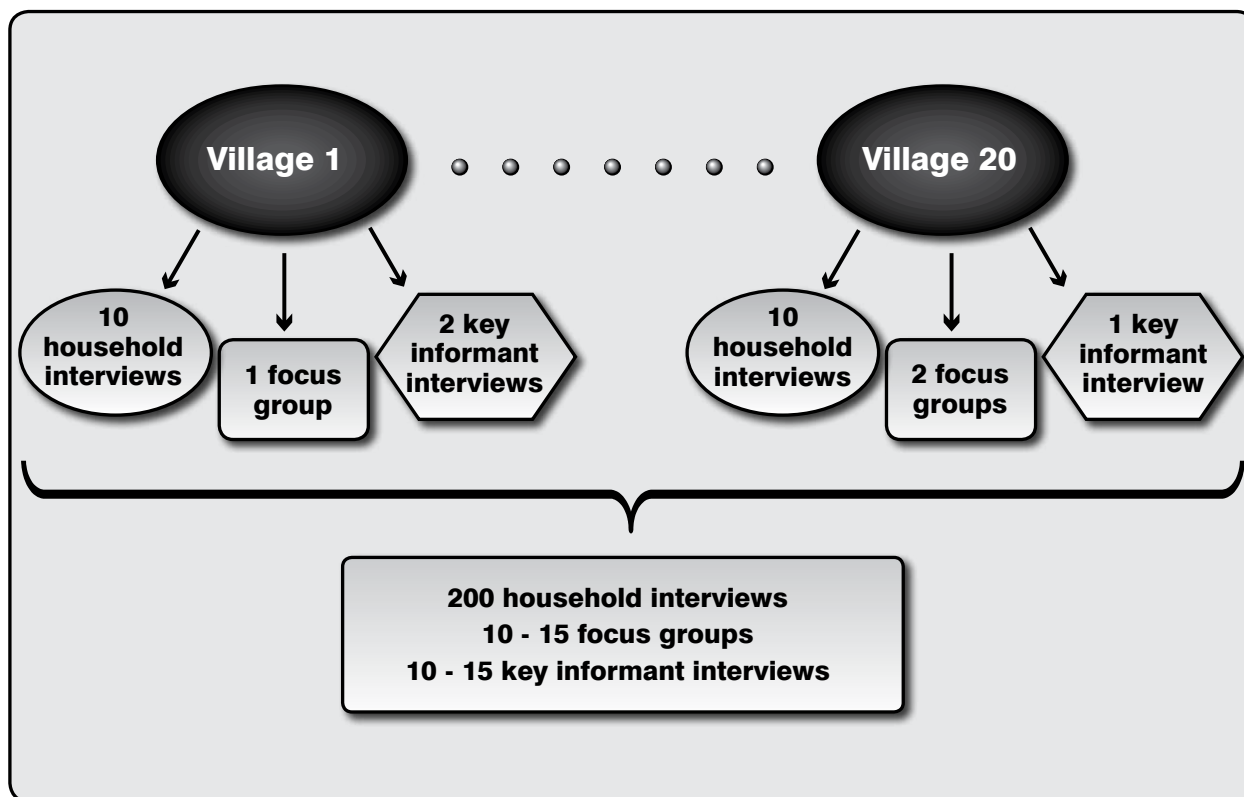 Village 1
Village 20
10
household
interviews
1 focus
group
2 key
informant
interviews
10
household
interviews
2 focus
groups
1 key
informant
interview
200 household interviews
10 - 15 focus groups
10 - 15 key informant interviews